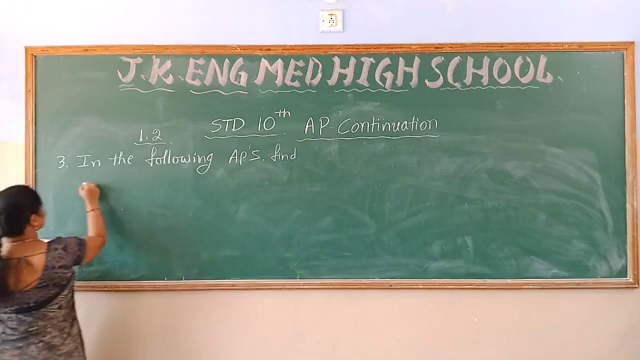 J.K. ENG MED HIGH SCHOOL
STD 10th AP. Continuation
1.2
3. In the following AP'S, find